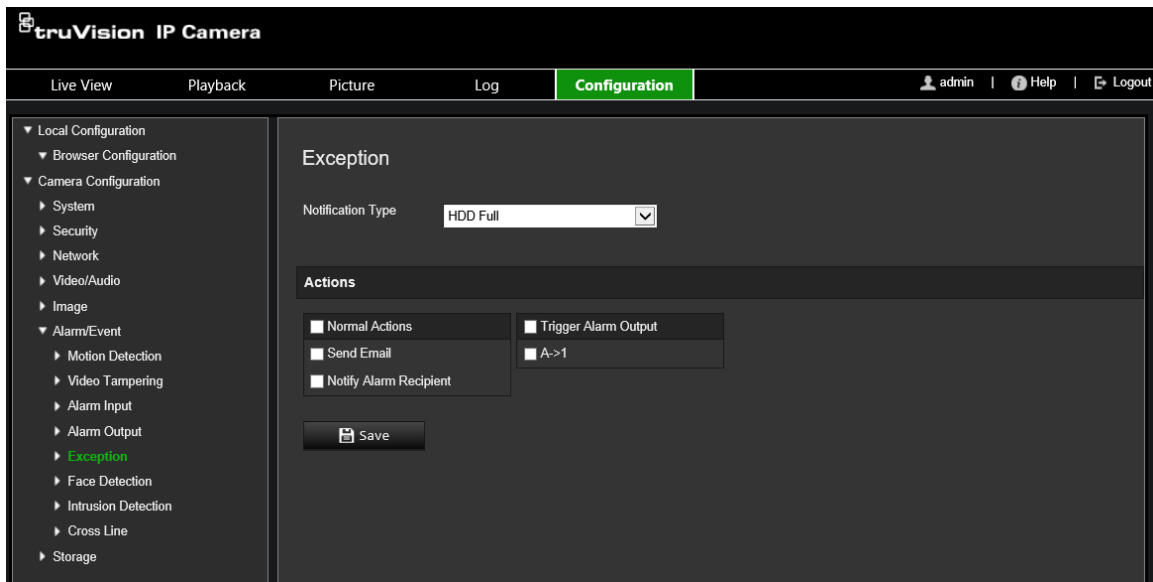 truVision IP Camera
Live View Playback Picture Log Configuration admin | Help | Logout
Local Configuration
Browser Configuration
Camera Configuration
System
Security
Network
Video/Audio
Image
Alarm/Event
Motion Detection
Video Tampering
Alarm Input
Alarm Output
Exception
Face Detection
Intrusion Detection
Cross Line
Storage
Exception
Notification Type HDD Full
Actions
Normal Actions Trigger Alarm Output
Send Email A->1
Notify Alarm Recipient
Save